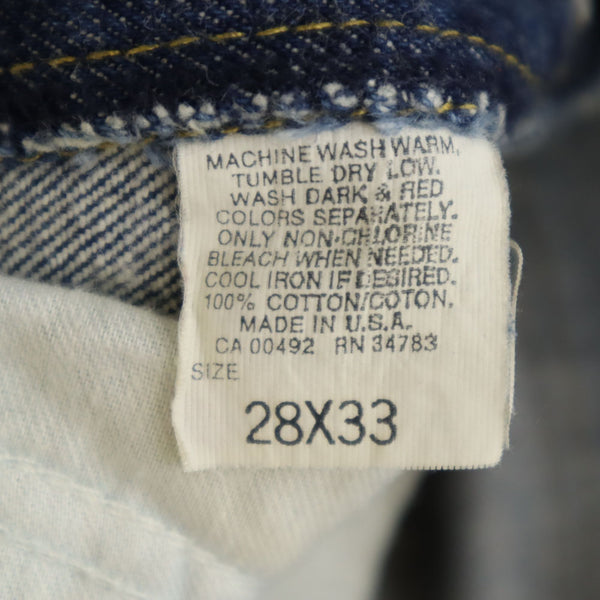 MACHINE WASH WARM,
TUMBLE DRY LOW.
WASH DARK & RED
COLORS SEPARATELY.
ONLY NON-CHLORINE
BLEACH WHEN NEEDED.
COOL IRON IF DESIRED.
100% COTTON/COTON.
MADE IN U.S.A.
CA 00492 RN 34783
SIZE
28X33